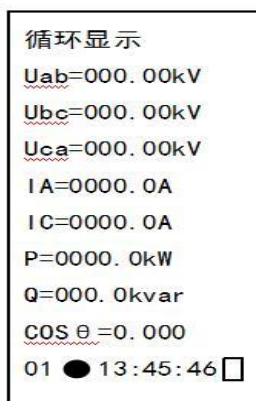 循环显示
Uab=000.00kV
Ubc=000.00kV
Uca=000.00kV
IA=0000.0A
IC=0000.0A
P=0000.0kW
Q=000.0kvar
COSθ=0.000
01 ● 13:45:46 □